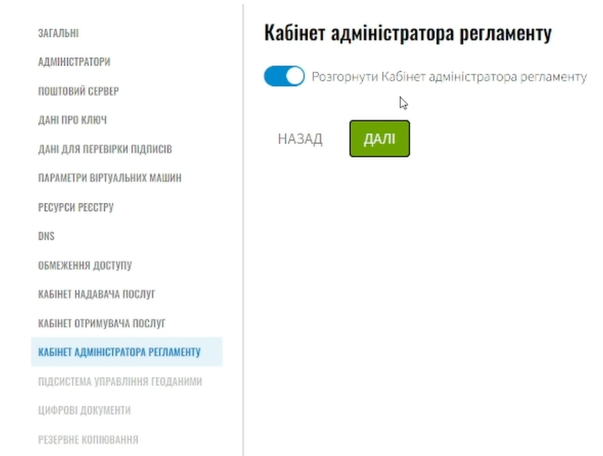 ЗАГАЛЬНІ
АДМІНІСТРАТОРИ
ПОШТОВИЙ СЕРВЕР
ДАНІ ПРО КЛЮЧ
ДАНІ ДЛЯ ПЕРЕВІРКИ ПІДПИСІВ
ПАРАМЕТРИ ВІРТУАЛЬНИХ МАШИН
РЕСУРСИ РЕЄСТРУ
DNS
ОБМЕЖЕННЯ ДОСТУПУ
КАБІНЕТ НАДАВАЧА ПОСЛУГ
КАБІНЕТ ОТРИМУВАЧА ПОСЛУГ
КАБІНЕТ АДМІНІСТРАТОРА РЕГЛАМЕНТУ
ПІДСИСТЕМА УПРАВЛІННЯ ГЕОДАНИМИ
ЦИФРОВІ ДОКУМЕНТИ
РЕЗЕРВНЕ КОПІЮВАННЯ
Кабінет адміністратора регламенту
Розгорнути Кабінет адміністратора регламенту
НАЗАД
ДАЛІ